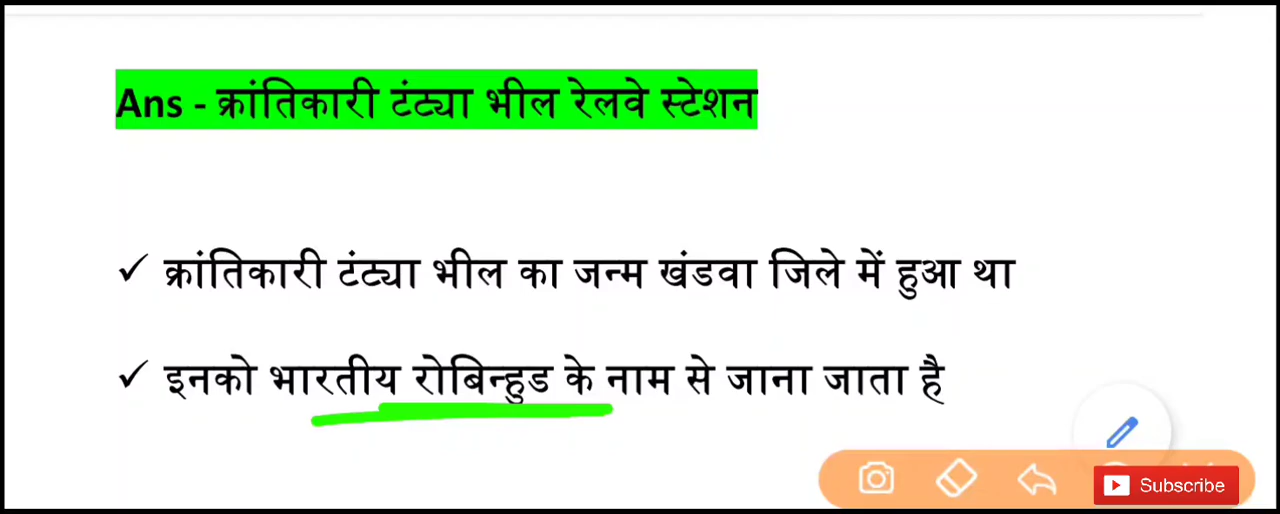 Ans - क्रांतिकारी टंट्या भील रेलवे स्टेशन
✓ क्रांतिकारी टंट्या भील का जन्म खंडवा जिले में हुआ था
✓ इनको भारतीय रोबिन्हुड के नाम से जाना जाता है
Subscribe